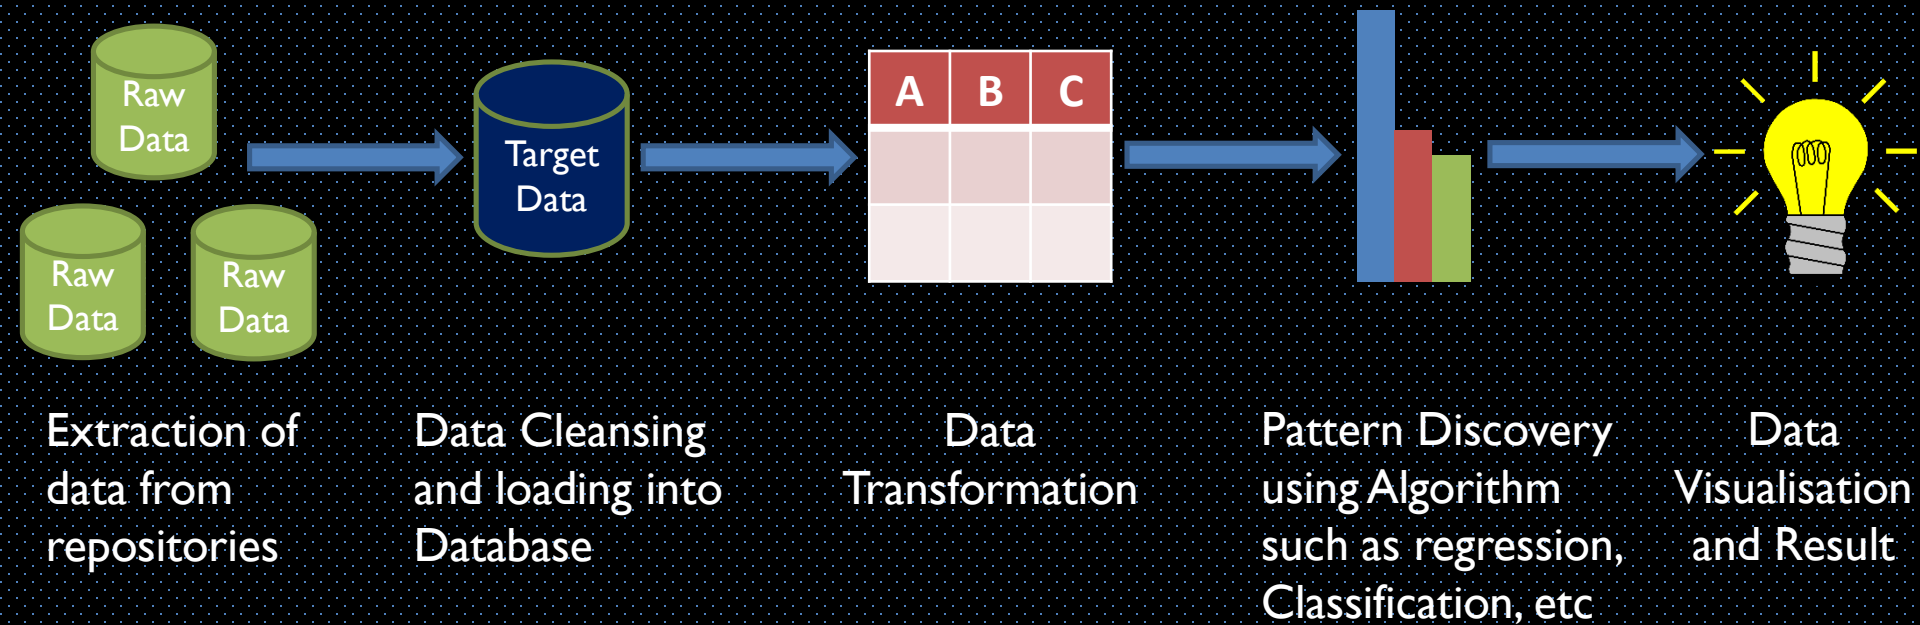 Raw
Data
Raw
Data
Raw
Data
Target
Data
A B C
Extraction of
data from
repositories
Data Cleansing
and loading into
Database
Data
Transformation
Pattern Discovery
using Algorithm
such as regression,
Classification, etc
Data
Visualisation
and Result